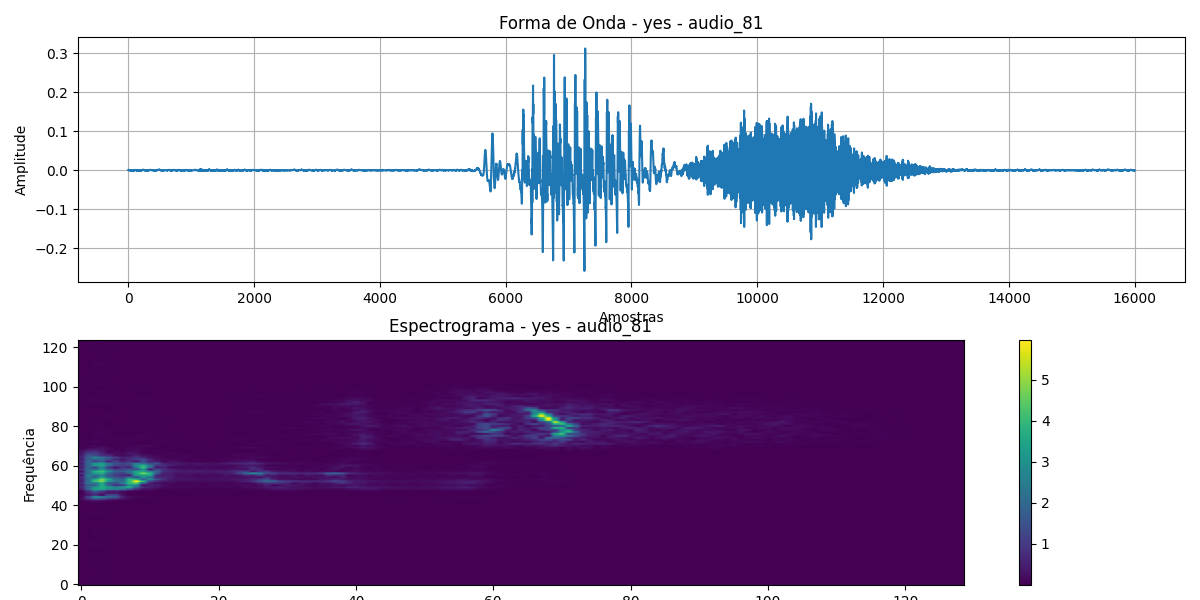 Forma de Onda - yes - audio_81
0.3
0.2
0.1
0.0
−0.1
−0.2
Amplitude
0 2000 4000 6000 8000 10000 12000 14000 16000
Amostras
Espectrograma - yes - audio_81
120
100
80
60
40
20
0
Frequência
5
4
3
2
1
0 20 40 60 80 100 120